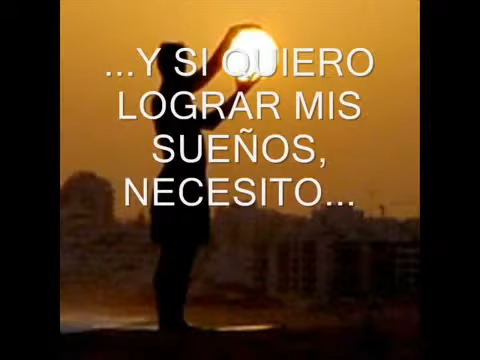 ...Y SI QUIERO
LOGRAR MIS
SUEÑOS,
NECESITO...